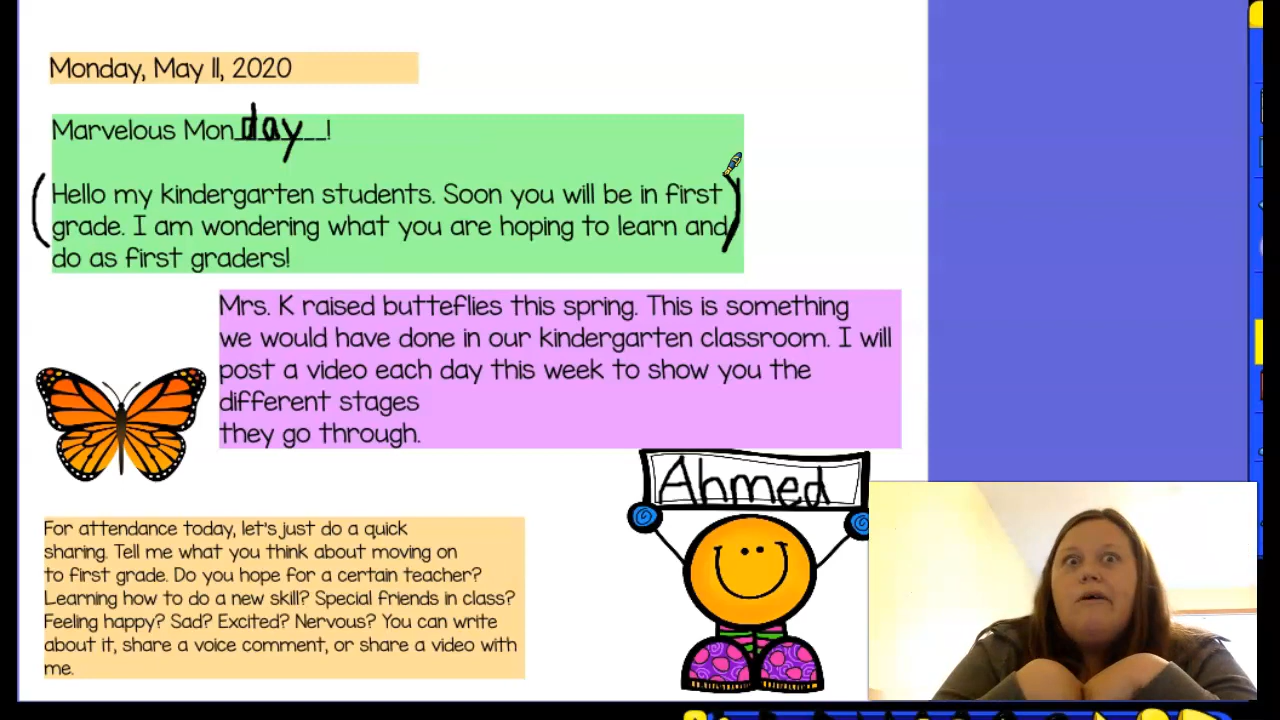 Monday, May 11, 2020
Marvelous Mon_day___!
Hello my kindergarten students. Soon you will be in first
grade. I am wondering what you are hoping to learn and
do as first graders!
Mrs. K raised butteflies this spring. This is something
we would have done in our kindergarten classroom. I will
post a video each day this week to show you the
different stages
they go through.
Ahmed
For attendance today, let's just do a quick
sharing. Tell me what you think about moving on
to first grade. Do you hope for a certain teacher?
Learning how to do a new skill? Special friends in class?
Feeling happy? Sad? Excited? Nervous? You can write
about it, share a voice comment, or share a video with
me.